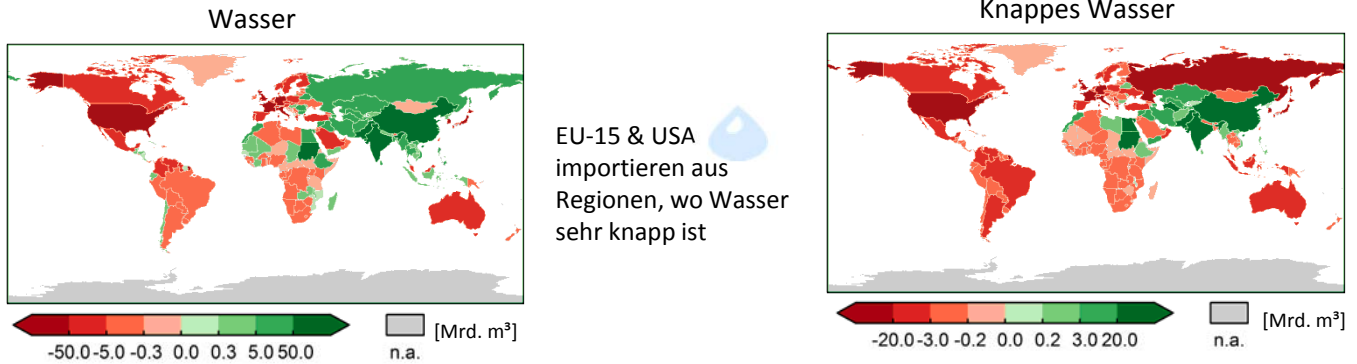 Wasser
Knappes Wasser
EU-15 & USA
importieren aus
Regionen, wo Wasser
sehr knapp ist
-50.0 -5.0 -0.3 0.0 0.3 5.0 50.0
n.a.
[Mrd. m³]
-20.0 -3.0 -0.2 0.0 0.2 3.0 20.0
n.a.
[Mrd. m³]